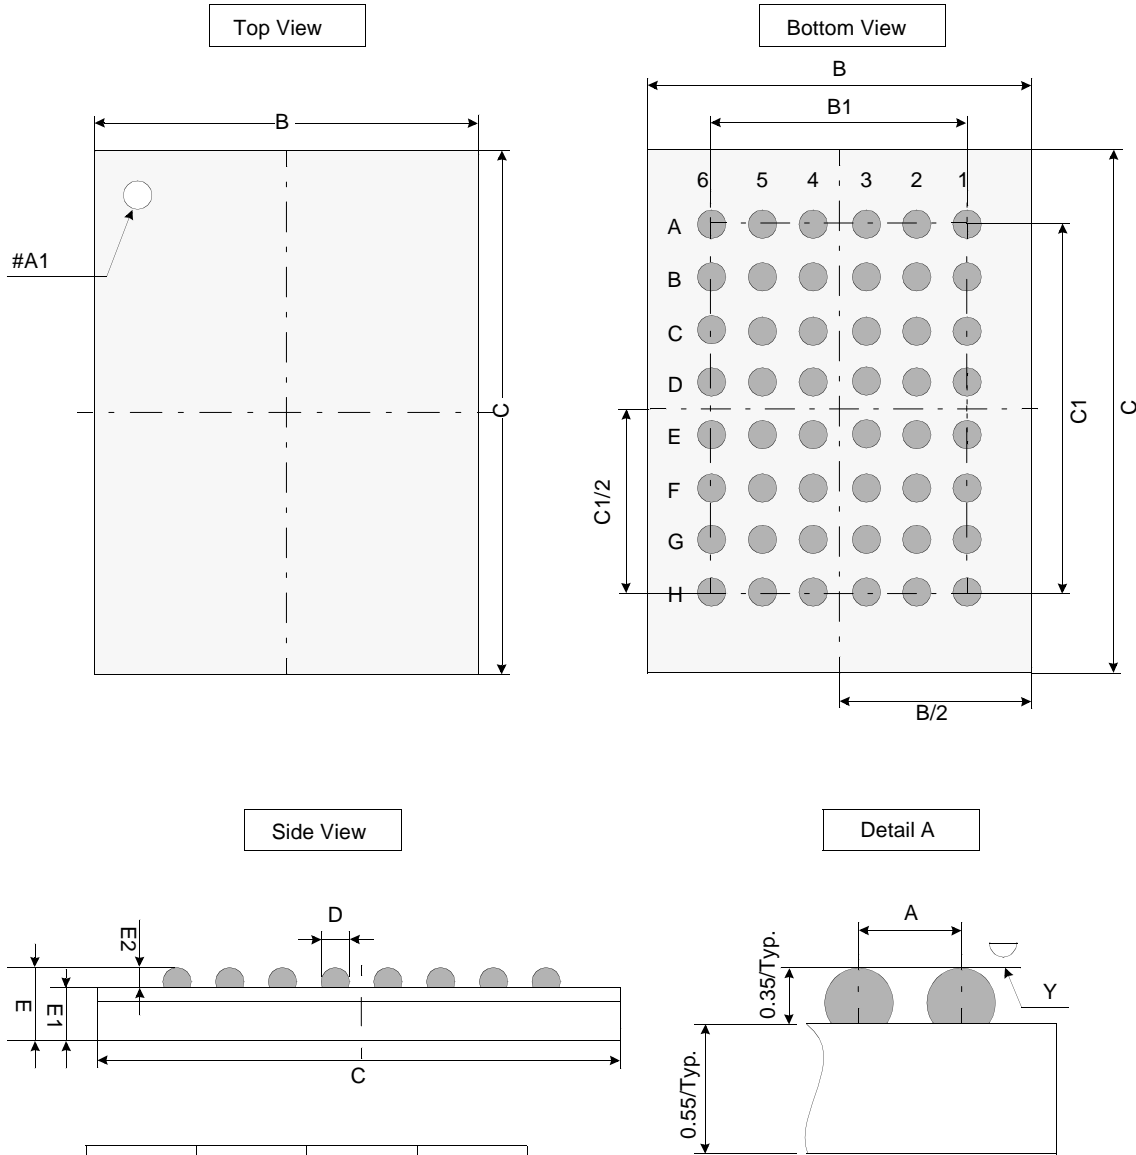 Top View
Bottom View
B
B
B1
6 5 4 3 2 1
A
B
C
D
E
F
G
H
#A1
C
C1/2
C1
C
B/2
Side View
Detail A
D
E2
E
E1
C
A
0.35/Typ.
Y
0.55/Typ.